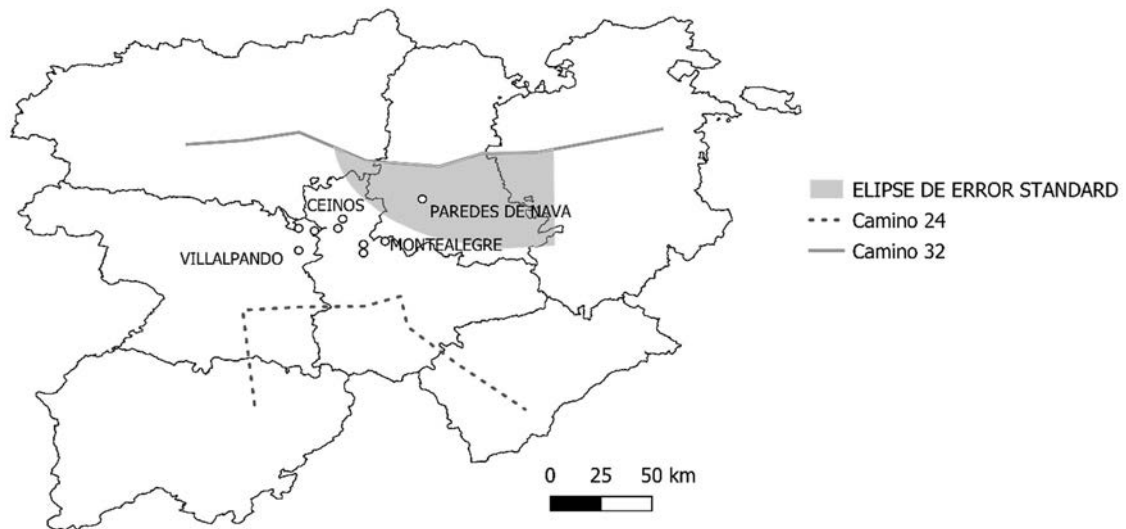 ELIPSE DE ERROR STANDARD
CEINOS
PAREDES DE NAVA
Camino 24
MONTEALEGRE
Camino 32
VILLALPANDO
0 25 50 km